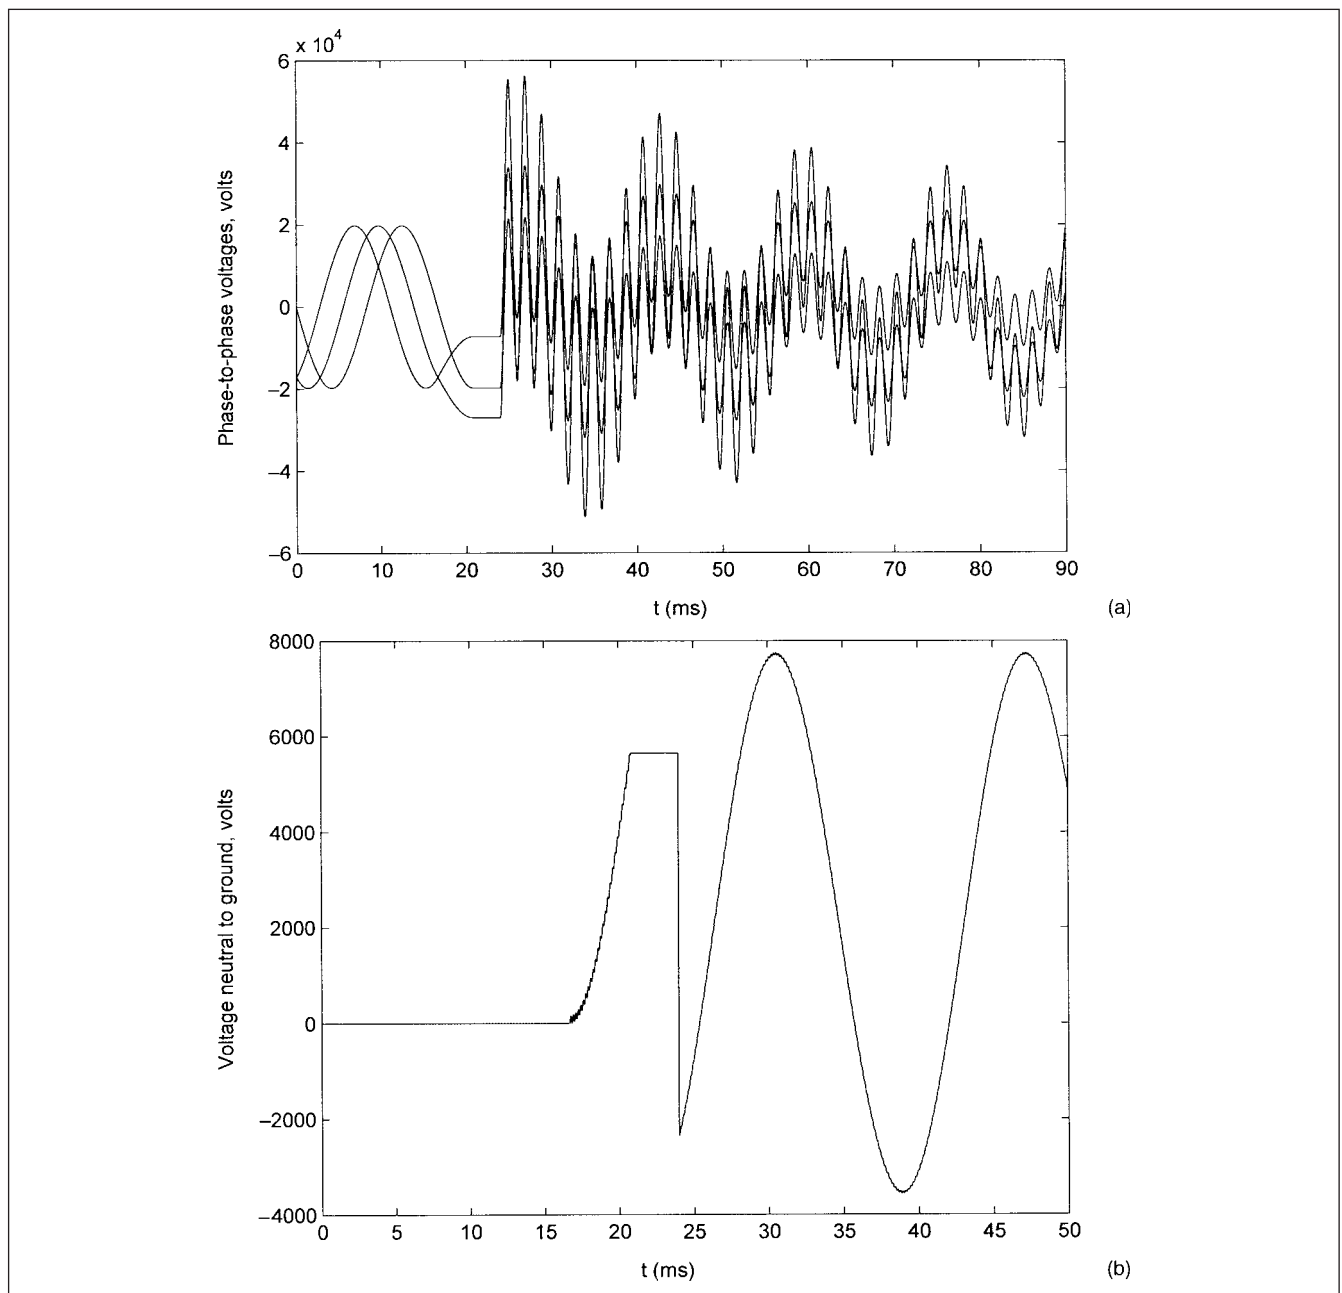 x 10^4
6
4
2
0
−2
−4
−6
Phase-to-phase voltages, volts
0 10 20 30 40 50 60 70 80 90
t (ms)
(a)
8000
6000
4000
2000
0
−2000
−4000
Voltage neutral to ground, volts
0 5 10 15 20 25 30 35 40 45 50
t (ms)
(b)